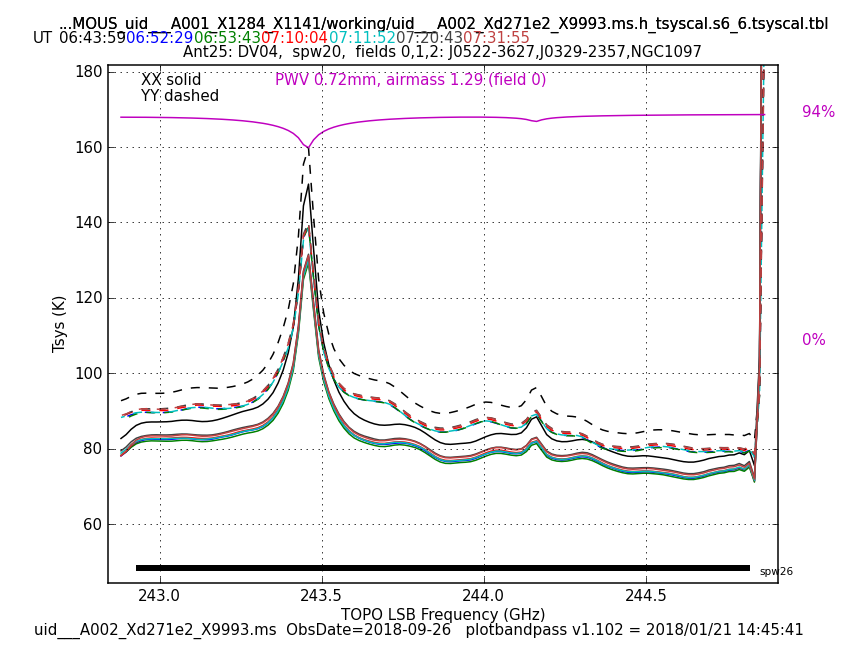 ...MOUS_uid___A001_X1284_X1141/working/uid___A002_Xd271e2_X9993.ms.h_tsyscal.s6_6.tsyscal.tbl
UT 06:43:59 06:52:29 06:53:43 07:10:04 07:11:52 07:20:43 07:31:55
Ant25: DV04, spw20, fields 0,1,2: J0522-3627,J0329-2357,NGC1097
XX solid
YY dashed
PWV 0.72mm, airmass 1.29 (field 0)
94%
0%
180
160
140
120
100
80
60
Tsys (K)
spw26
243.0 243.5 244.0 244.5
TOPO LSB Frequency (GHz)
uid___A002_Xd271e2_X9993.ms ObsDate=2018-09-26 plotbandpass v1.102 = 2018/01/21 14:45:41